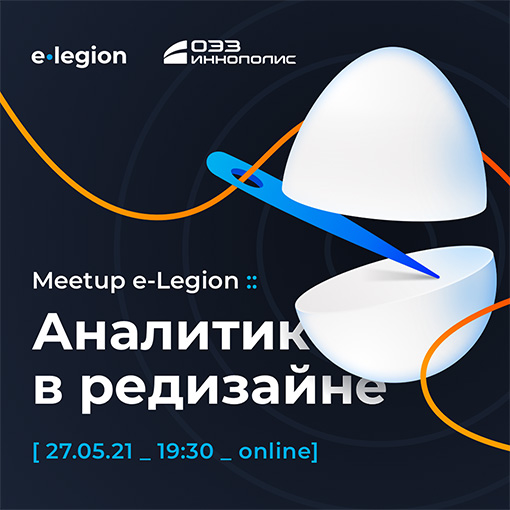 e•legion
ОЭЗ
ИННОПОЛИС
Meetup e-Legion ::
Аналитик
в редизайне
[ 27.05.21 _ 19:30 _ online]